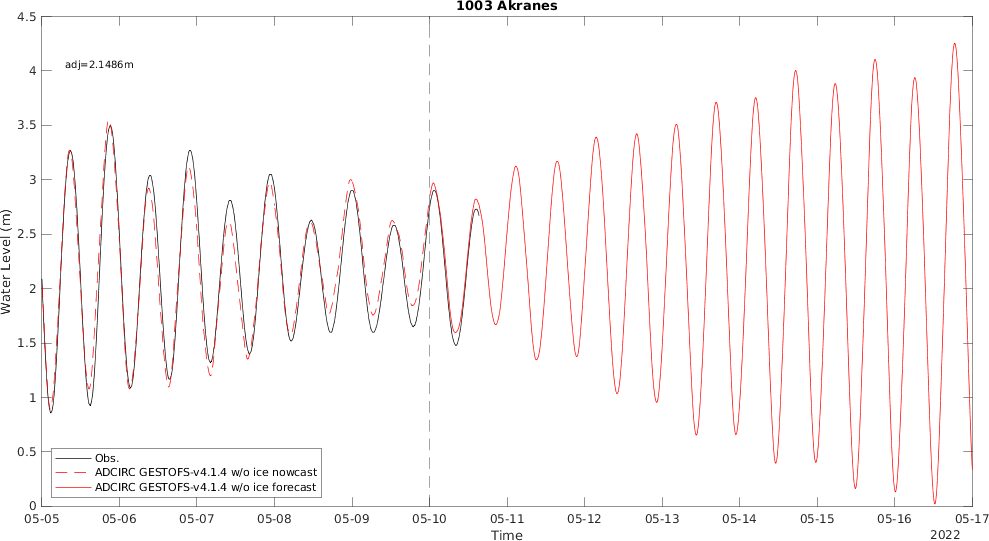 1003 Akranes
4.5
adj=2.1486m
4
3.5
3
2.5
2
1.5
1
0.5
0
Water Level (m)
Obs.
ADCIRC GESTOFS-v4.1.4 w/o ice nowcast
ADCIRC GESTOFS-v4.1.4 w/o ice forecast
05-05 05-06 05-07 05-08 05-09 05-10 05-11 05-12 05-13 05-14 05-15 05-16 05-17
Time
2022